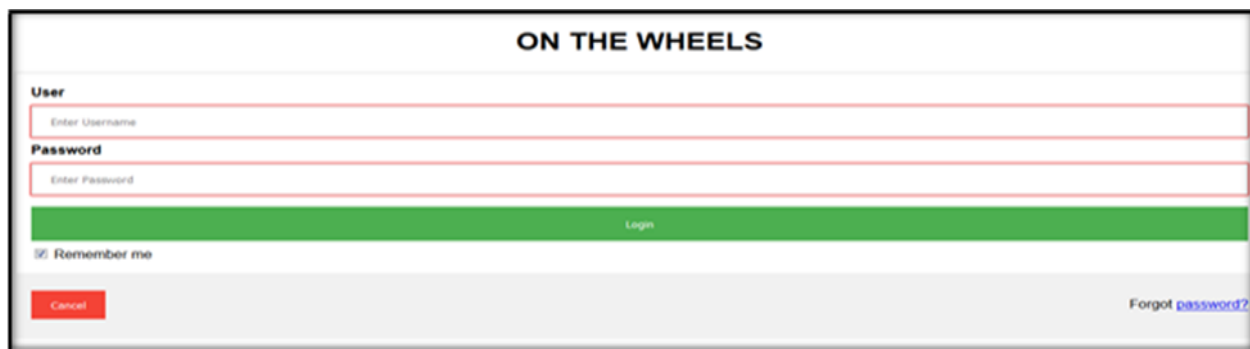 ON THE WHEELS
User
Enter Username
Password
Enter Password
Login
Remember me
Cancel
Forgot password?